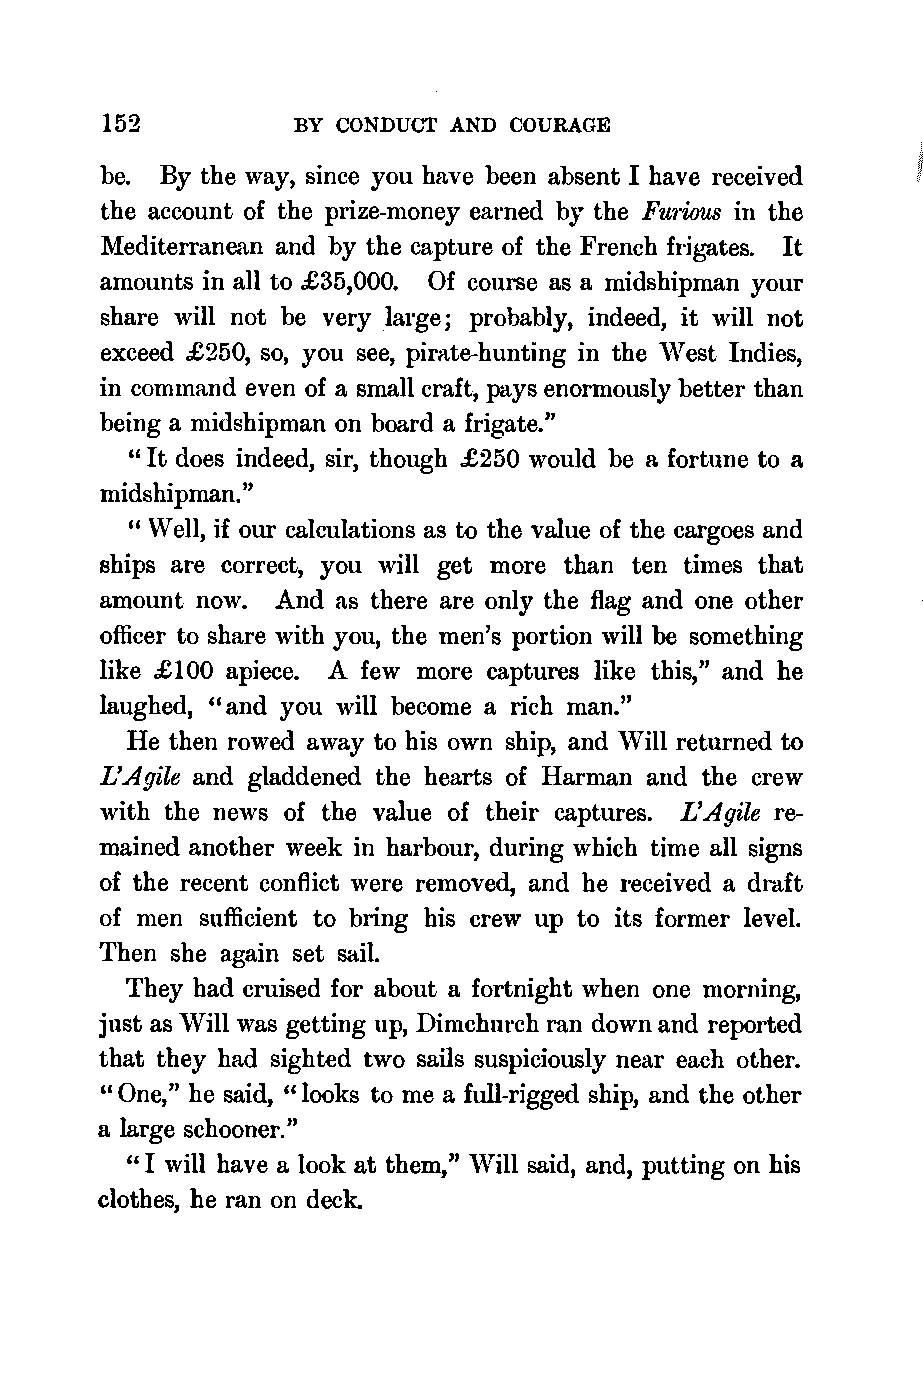 152 BY CONDUCT AND COURAGE
be. By the way, since you have been absent I have received
the account of the prize-money earned by the Furious in the
Mediterranean and by the capture of the French frigates. It
amounts in all to £35,000. Of course as a midshipman your
share will not be very large; probably, indeed, it will not
exceed £250, so, you see, pirate-hunting in the West Indies,
in command even of a small craft, pays enormously better than
being a midshipman on board a frigate.”
“It does indeed, sir, though £250 would be a fortune to a
midshipman.”
“Well, if our calculations as to the value of the cargoes and
ships are correct, you will get more than ten times that
amount now. And as there are only the flag and one other
officer to share with you, the men’s portion will be something
like £100 apiece. A few more captures like this,” and he
laughed, “and you will become a rich man.”
He then rowed away to his own ship, and Will returned to
L’Agile and gladdened the hearts of Harman and the crew
with the news of the value of their captures. L’Agile re-
mained another week in harbour, during which time all signs
of the recent conflict were removed, and he received a draft
of men sufficient to bring his crew up to its former level.
Then she again set sail.
They had cruised for about a fortnight when one morning,
just as Will was getting up, Dimchurch ran down and reported
that they had sighted two sails suspiciously near each other.
“One,” he said, “looks to me a full-rigged ship, and the other
a large schooner.”
“I will have a look at them,” Will said, and, putting on his
clothes, he ran on deck.